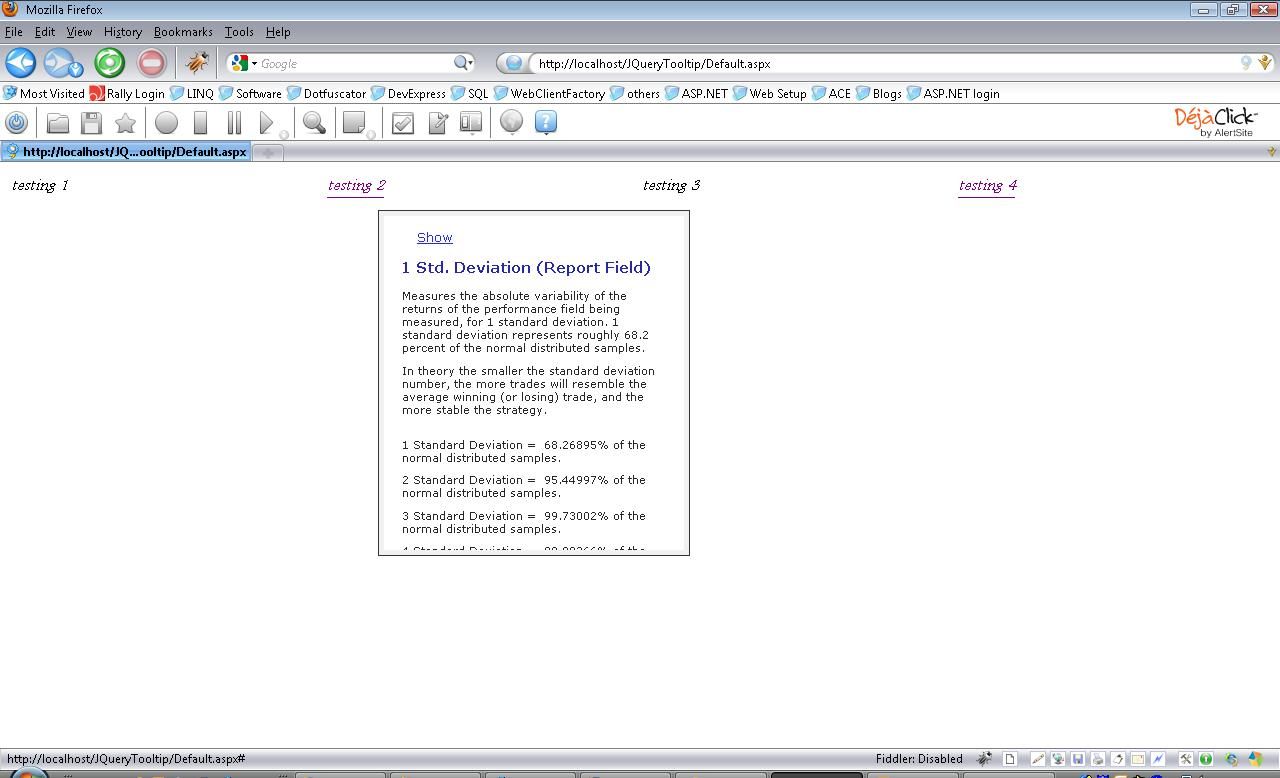 Mozilla Firefox
File Edit View History Bookmarks Tools Help
Google
http://localhost/JQueryTooltip/Default.aspx
Most Visited Rally Login LINQ Software Dotfuscator DevExpress SQL WebClientFactory others ASP.NET Web Setup ACE Blogs ASP.NET login
DéjàClick
by AlertSite
http://localhost/JQ...ooltip/Default.aspx
testing 1 testing 2 testing 3 testing 4
Show
1 Std. Deviation (Report Field)
Measures the absolute variability of the
returns of the performance field being
measured, for 1 standard deviation. 1
standard deviation represents roughly 68.2
percent of the normal distributed samples.
In theory the smaller the standard deviation
number, the more trades will resemble the
average winning (or losing) trade, and the
more stable the strategy.
1 Standard Deviation = 68.26895% of the
normal distributed samples.
2 Standard Deviation = 95.44997% of the
normal distributed samples.
3 Standard Deviation = 99.73002% of the
normal distributed samples.
Standard Deviation = of the
http://localhost/JQueryTooltip/Default.aspx# Fiddler: Disabled